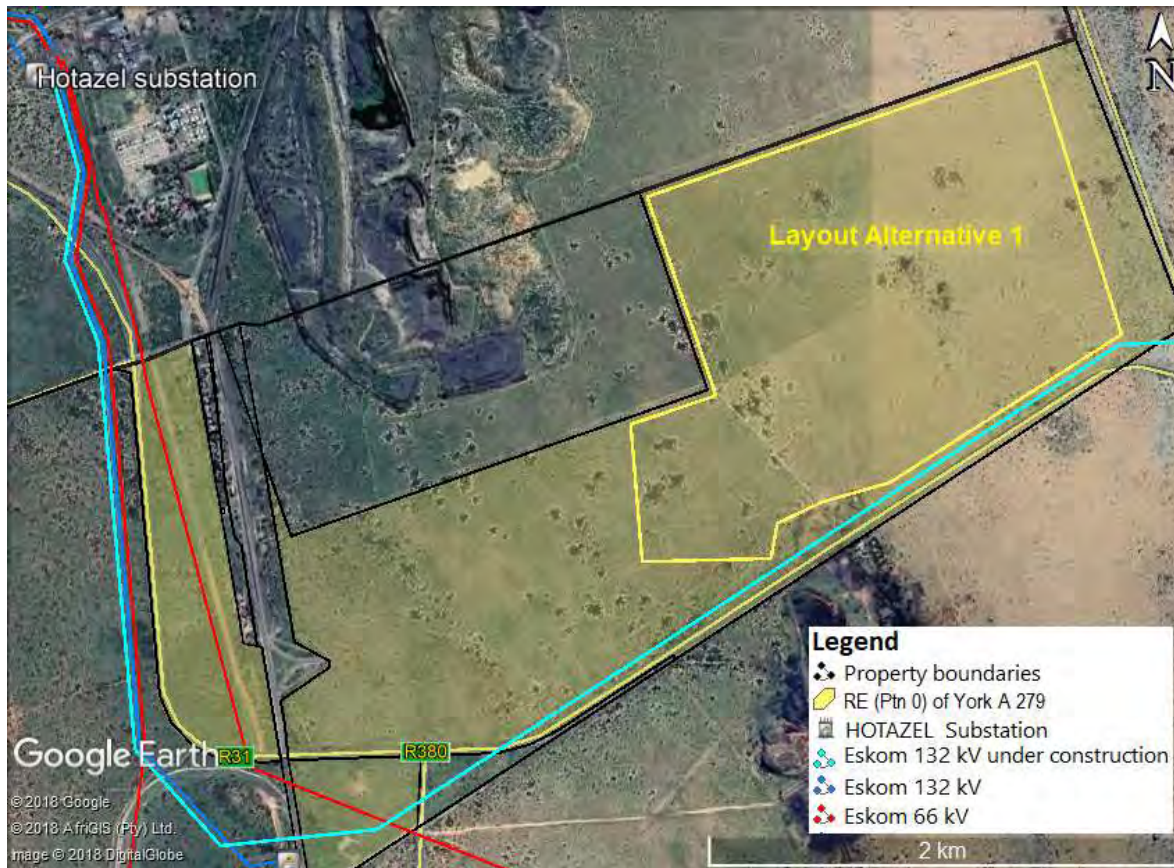 N
Hotazel substation
Layout Alternative 1
Legend
Property boundaries
RE (Ptn 0) of York A 279
HOTAZEL Substation
Eskom 132 kV under construction
Eskom 132 kV
Eskom 66 kV
Google Earth
R31
R380
© 2018 Google
© 2018 AfriGIS (Pty) Ltd.
Image © 2018 DigitalGlobe
2 km